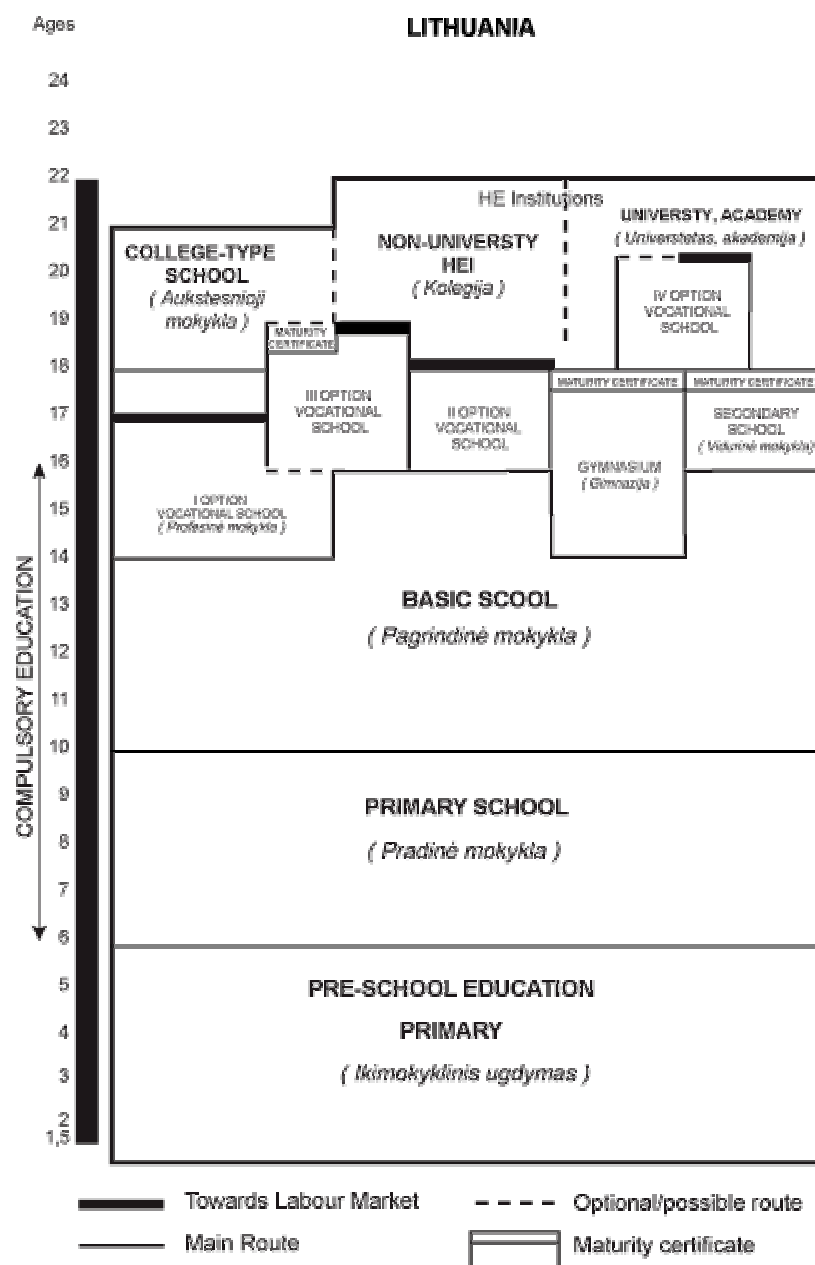 Ages
LITHUANIA
24
23
22
21
20
19
18
17
16
15
14
13
12
11
10
9
8
7
6
5
4
3
2
1,5
COMPULSORY EDUCATION
HE Institutions
COLLEGE-TYPE
SCHOOL
( Aukstesnioji
mokykla )
NON-UNIVERSTY
HEI
( Kolegija )
UNIVERSTY, ACADEMY
( Universtetas, akademija )
IV OPTION
VOCATIONAL
SCHOOL
MATURITY
CERTIFICATE
III OPTION
VOCATIONAL
SCHOOL
II OPTION
VOCATIONAL
SCHOOL
MATURITY CERTIFICATE
GYMNASIUM
( Gimnazija )
MATURITY CERTIFICATE
SECONDARY
SCHOOL
( Vidurinė mokykla)
I OPTION
VOCATIONAL SCHOOL
( Profesinė mokykla )
BASIC SCOOL
( Pagrindinė mokykla )
PRIMARY SCHOOL
( Pradinė mokykla )
PRE-SCHOOL EDUCATION
PRIMARY
( Ikimokyklinis ugdymas )
Towards Labour Market
Optional/possible route
Main Route
Maturity certificate